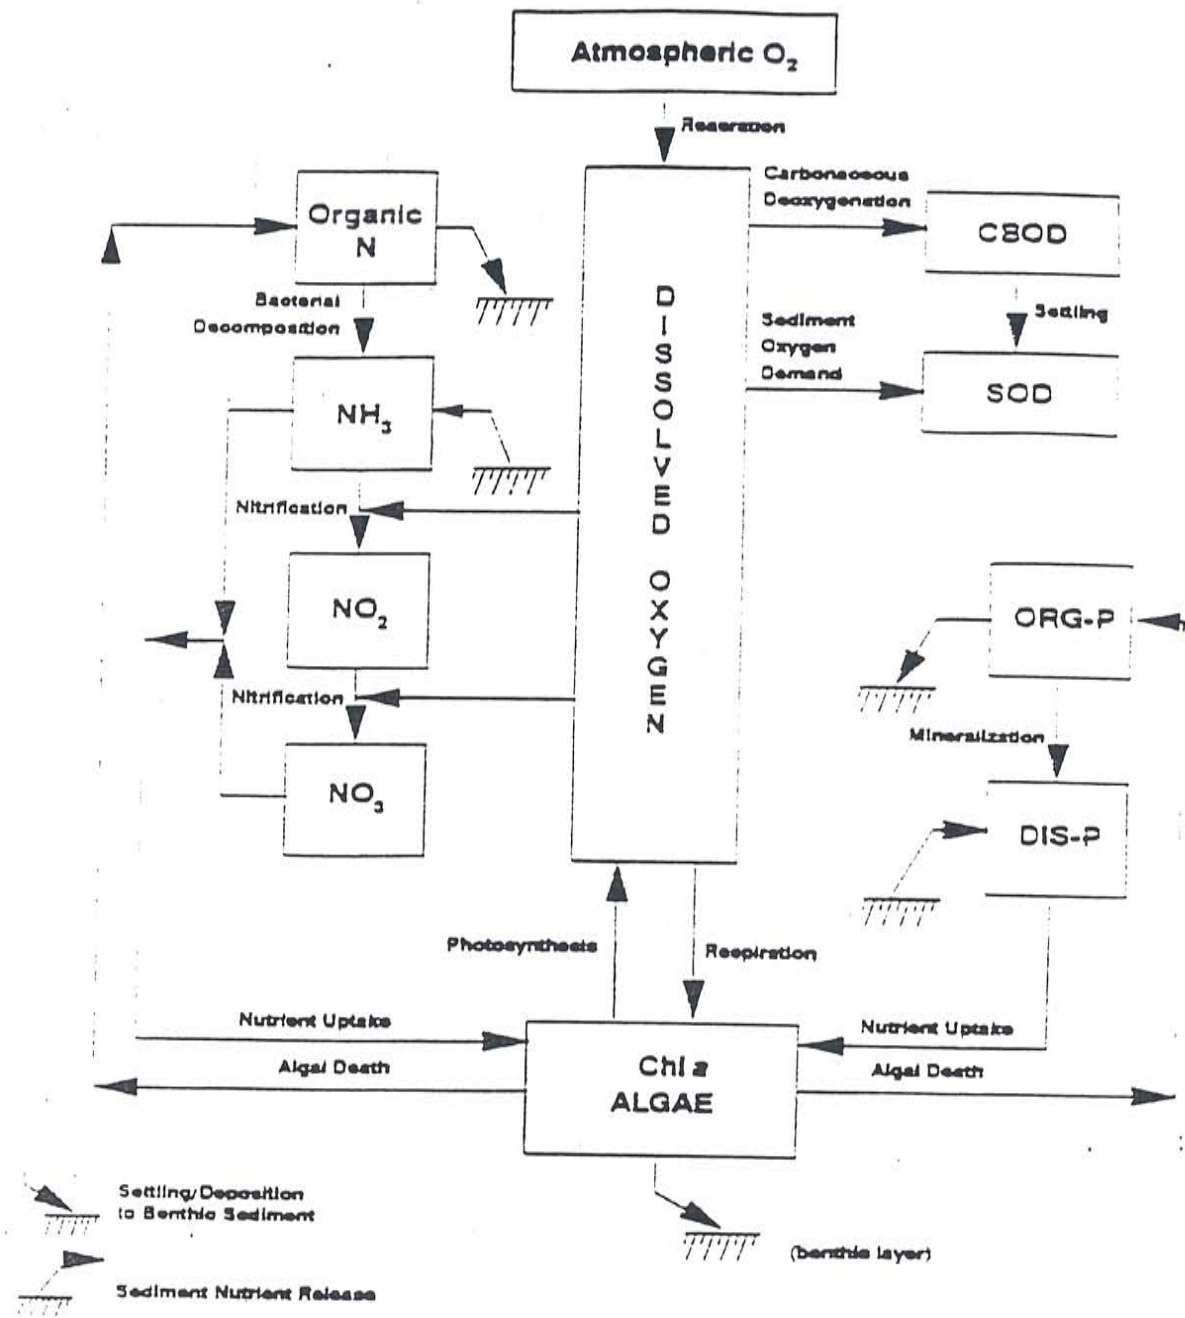 Atmospheric O₂
Reaeration
Carbonaceous
Deoxygenation
Organic
N
CBOD
Bacterial
Decomposition
Settling
Sediment
Oxygen
Demand
SOD
NH₃
DISSOLVED OXYGEN
Nitrification
NO₂
ORG-P
Nitrification
Mineralization
NO₃
DIS-P
Photosynthesis
Respiration
Nutrient Uptake
Nutrient Uptake
Algal Death
Chl a
ALGAE
Algal Death
Settling/Deposition
to Benthic Sediment
(benthic layer)
Sediment Nutrient Release